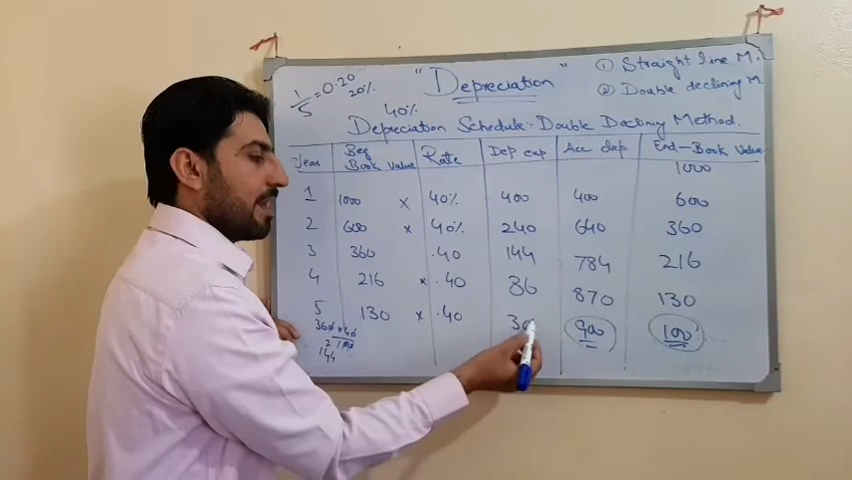 1/5 = 0.20
20%
40%
"Depreciation"
① Straight line M.
② Double declining M
Depreciation Schedule: Double Declining Method.
Year Beg Book Value Rate Dep exp Acc dep End-Book Value
1000
1 1000 x 40% 400 400 600
2 600 x 40% 240 640 360
3 360 .40 144 784 216
4 216 x .40 86 870 130
5 130 x .40 30 900 100
360 x 40
144